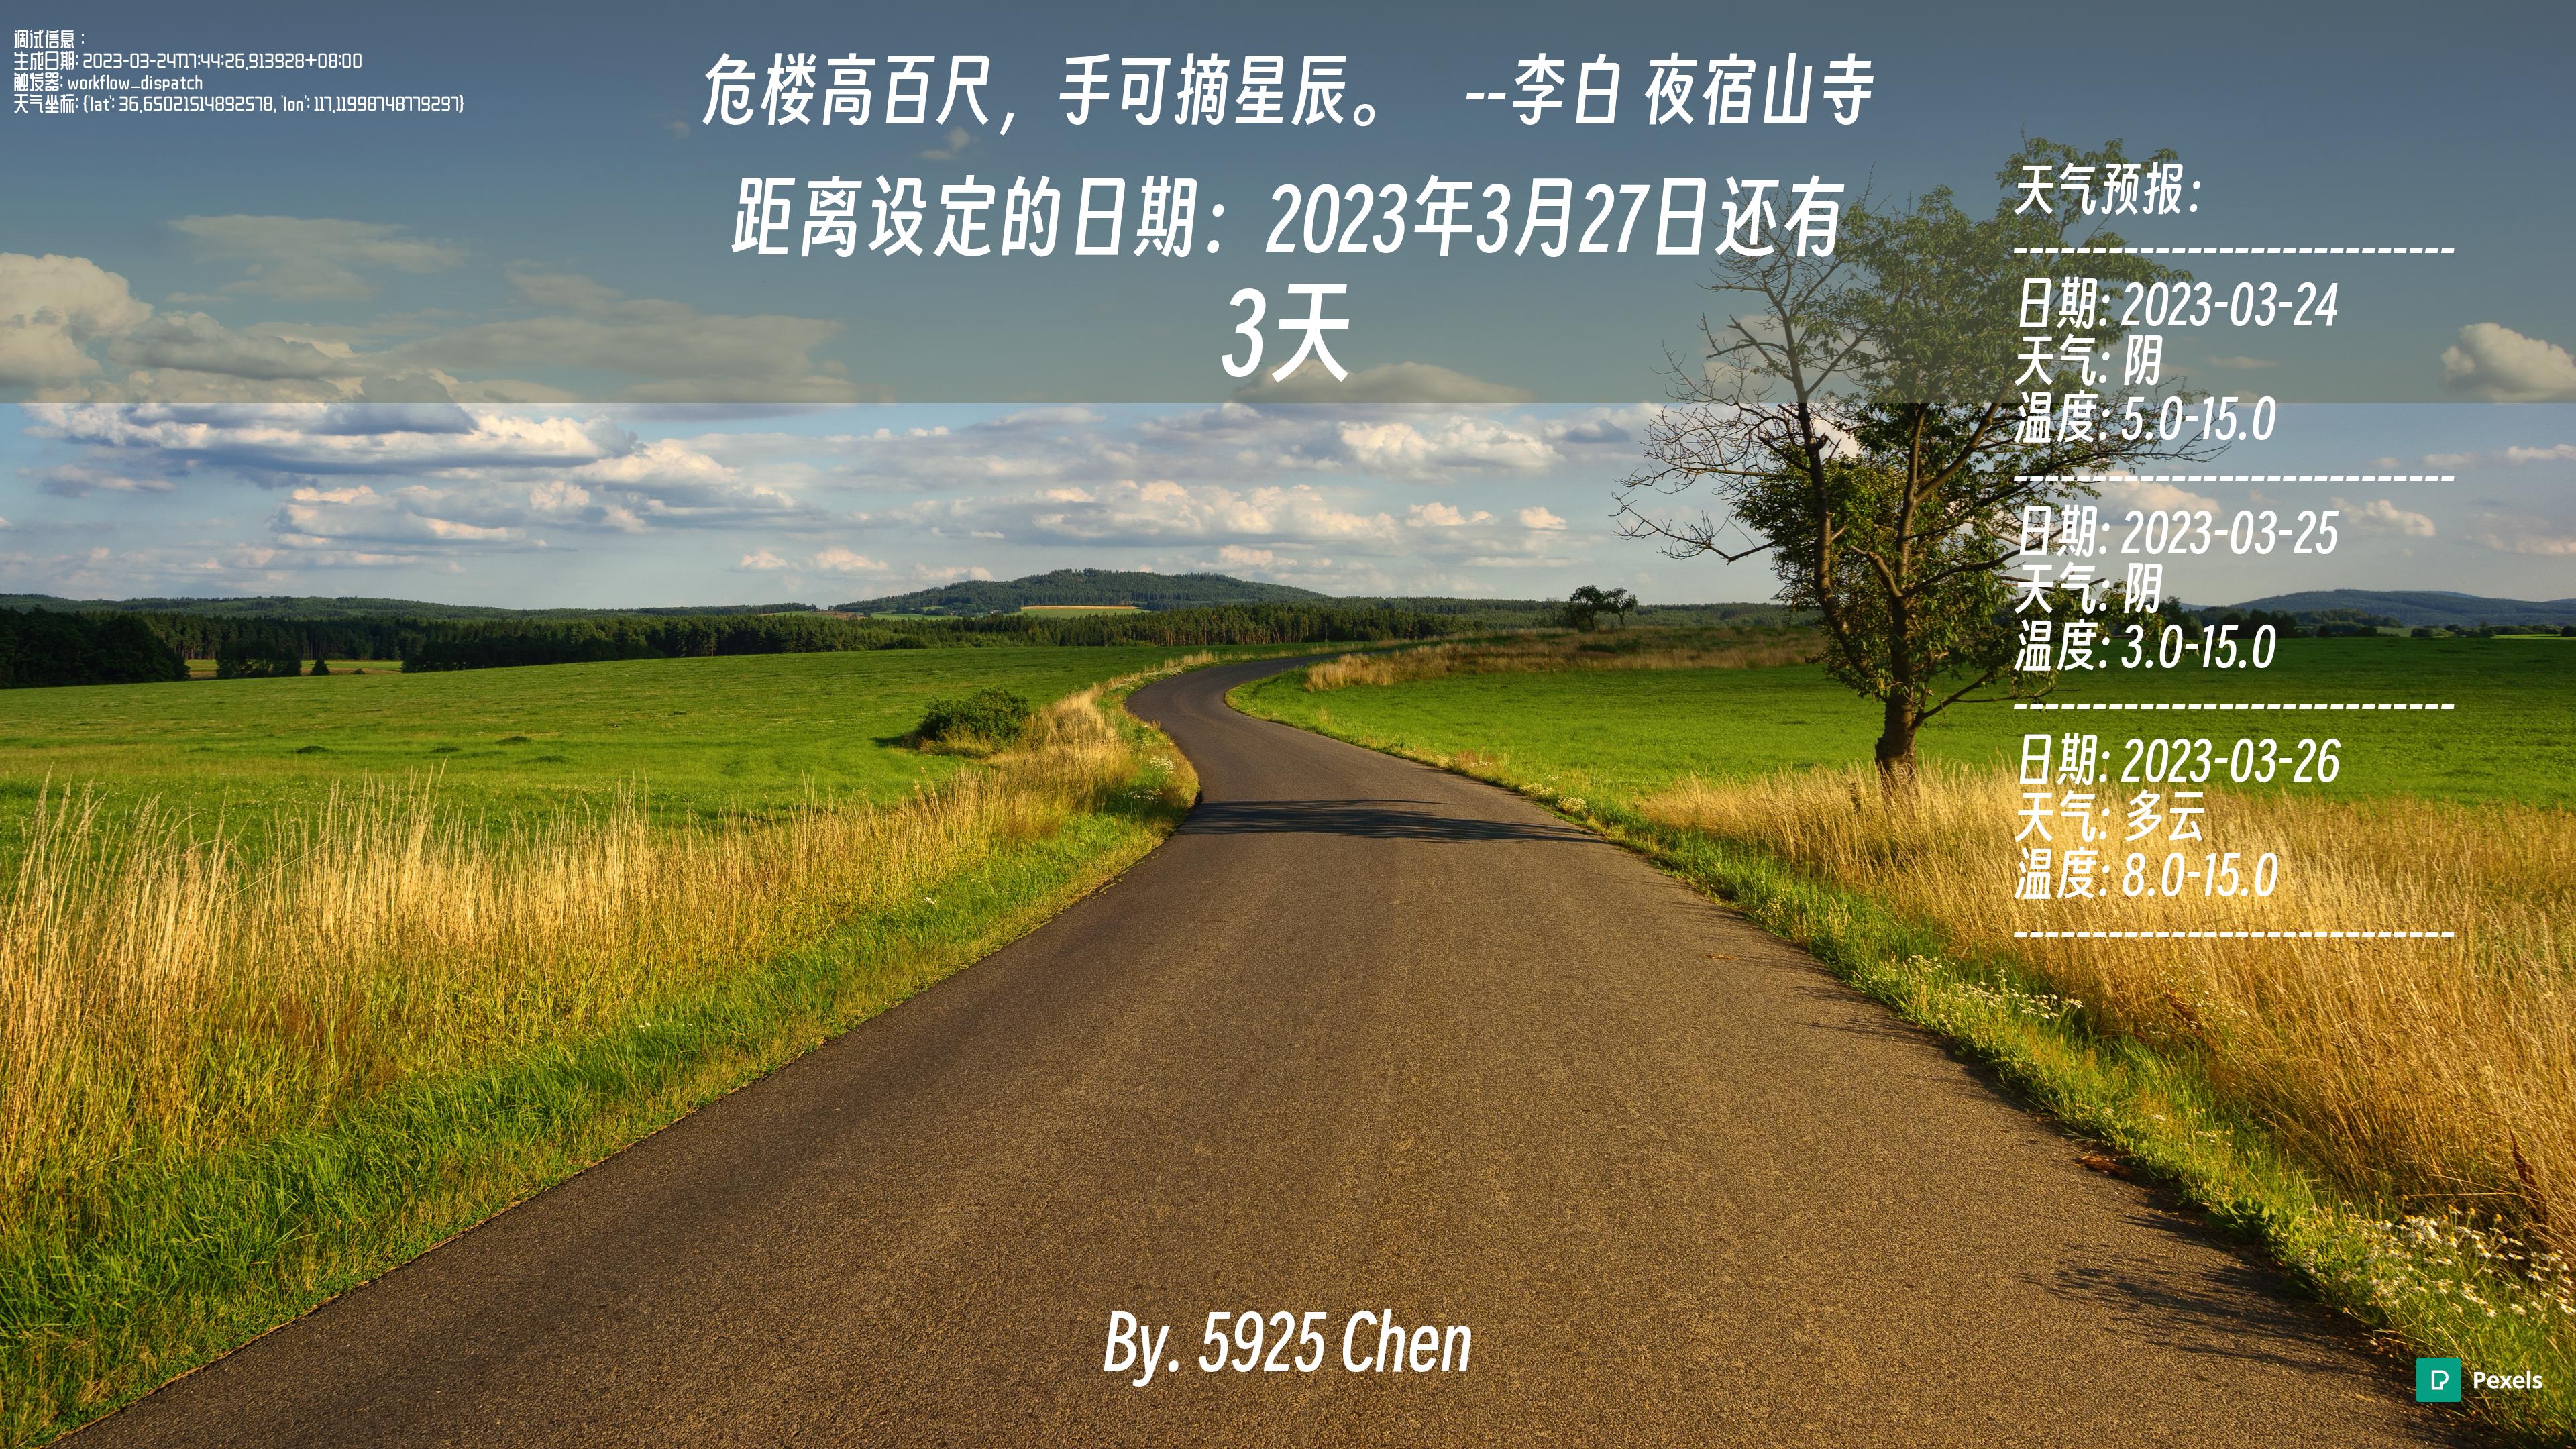 调试信息：
生成日期: 2023-03-24T17:44:26.913928+08:00
触发器: workflow_dispatch
天气坐标: {'lat': 36.65021514892578, 'lon': 117.11998748779297}
危楼高百尺，手可摘星辰。 --李白 夜宿山寺
距离设定的日期：2023年3月27日还有
3天
天气预报：
----------------------------
日期: 2023-03-24
天气: 阴
温度: 5.0-15.0
----------------------------
日期: 2023-03-25
天气: 阴
温度: 3.0-15.0
----------------------------
日期: 2023-03-26
天气: 多云
温度: 8.0-15.0
----------------------------
By. 5925 Chen
Pexels